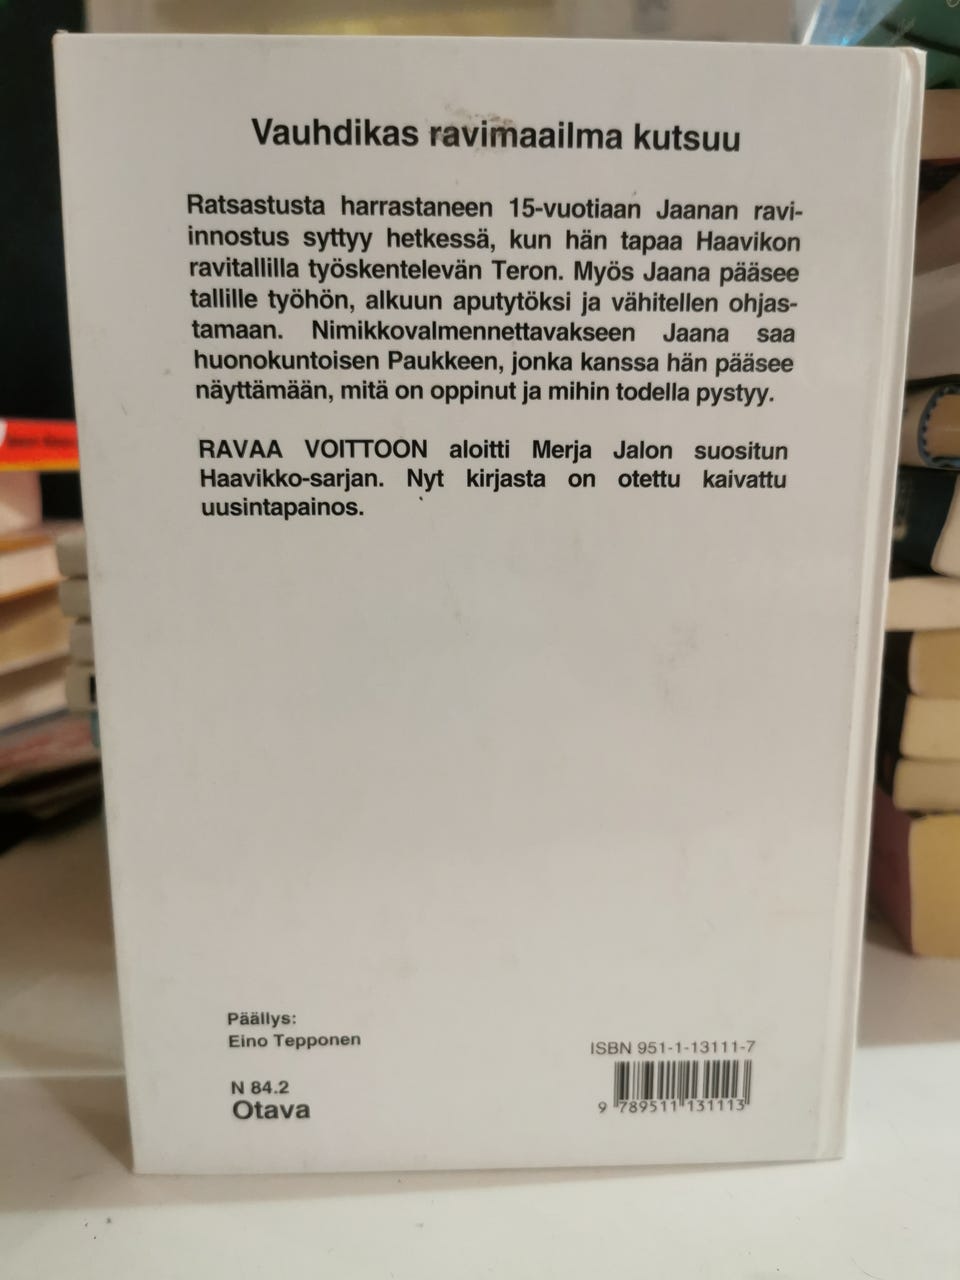 Vauhdikas ravimaailma kutsuu
Ratsastusta harrastaneen 15-vuotiaan Jaanan ravi-
innostus syttyy hetkessä, kun hän tapaa Haavikon
ravitallilla työskentelevän Teron. Myös Jaana pääsee
tallille työhön, alkuun aputytöksi ja vähitellen ohjas-
tamaan. Nimikkovalmennettavakseen Jaana saa
huonokuntoisen Paukkeen, jonka kanssa hän pääsee
näyttämään, mitä on oppinut ja mihin todella pystyy.
RAVAA VOITTOON aloitti Merja Jalon suositun
Haavikko-sarjan. Nyt kirjasta on otettu kaivattu
uusintapainos.
Päällys:
Eino Tepponen
N 84.2
Otava
ISBN 951-1-13111-7
9 789511 131113